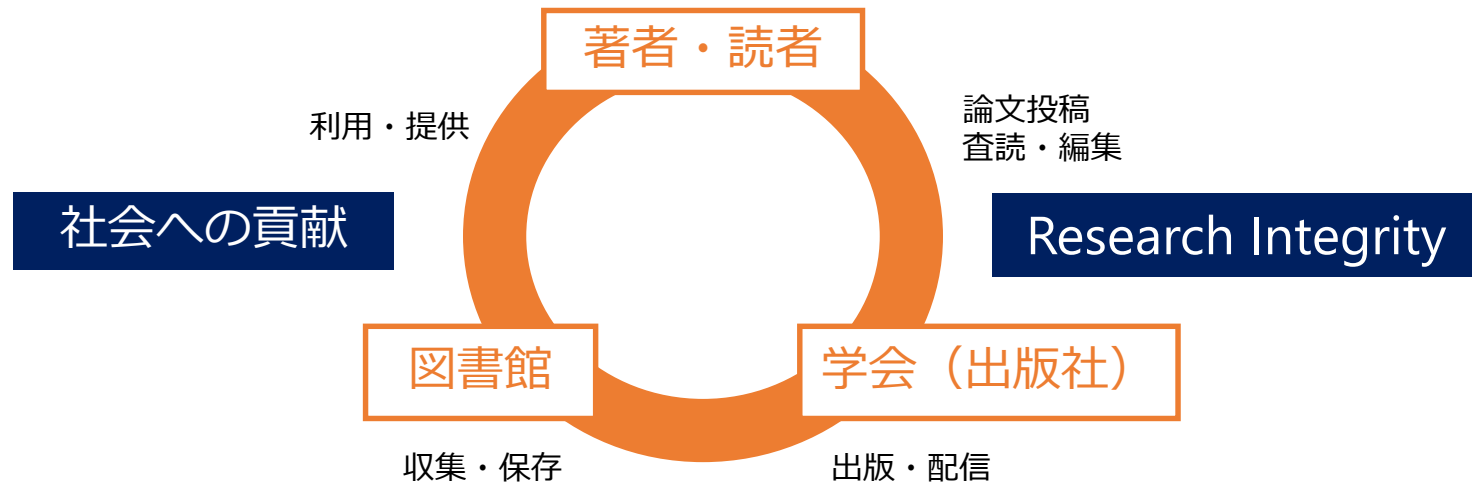 著者・読者
利用・提供
論文投稿
査読・編集
社会への貢献
Research Integrity
図書館
学会（出版社）
収集・保存
出版・配信